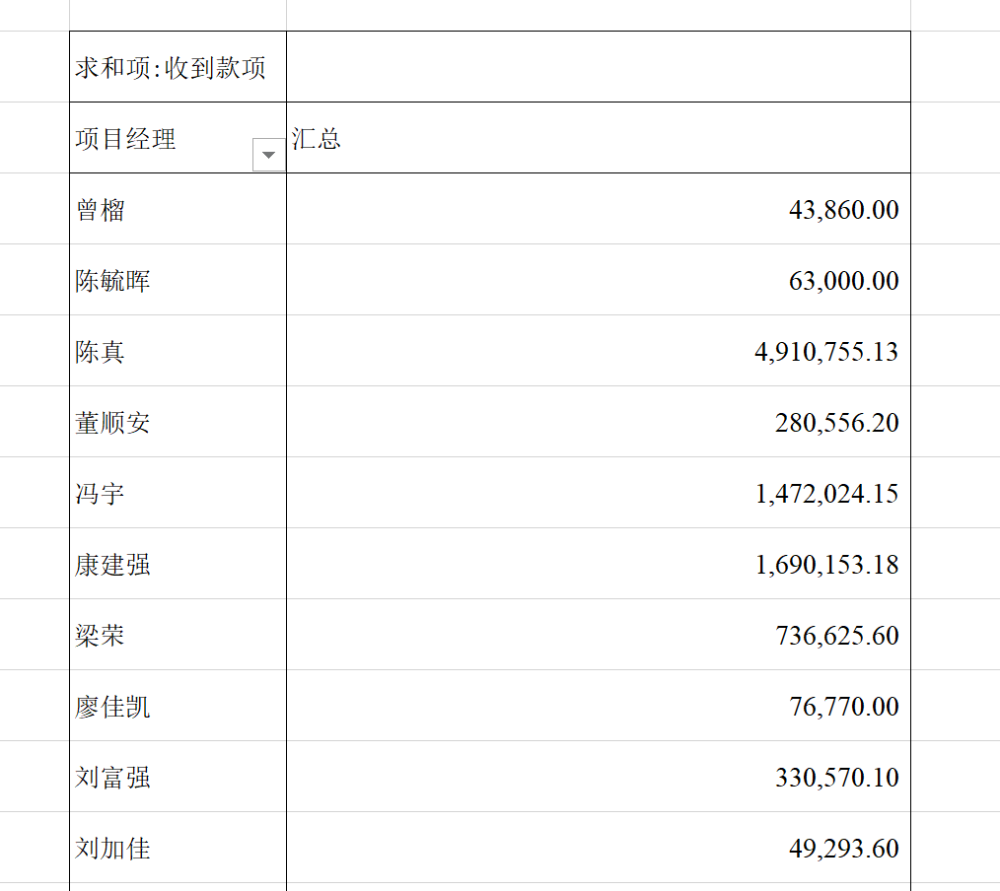 求和项:收到款项
项目经理 汇总
曾榴 43,860.00
陈毓晖 63,000.00
陈真 4,910,755.13
董顺安 280,556.20
冯宇 1,472,024.15
康建强 1,690,153.18
梁荣 736,625.60
廖佳凯 76,770.00
刘富强 330,570.10
刘加佳 49,293.60